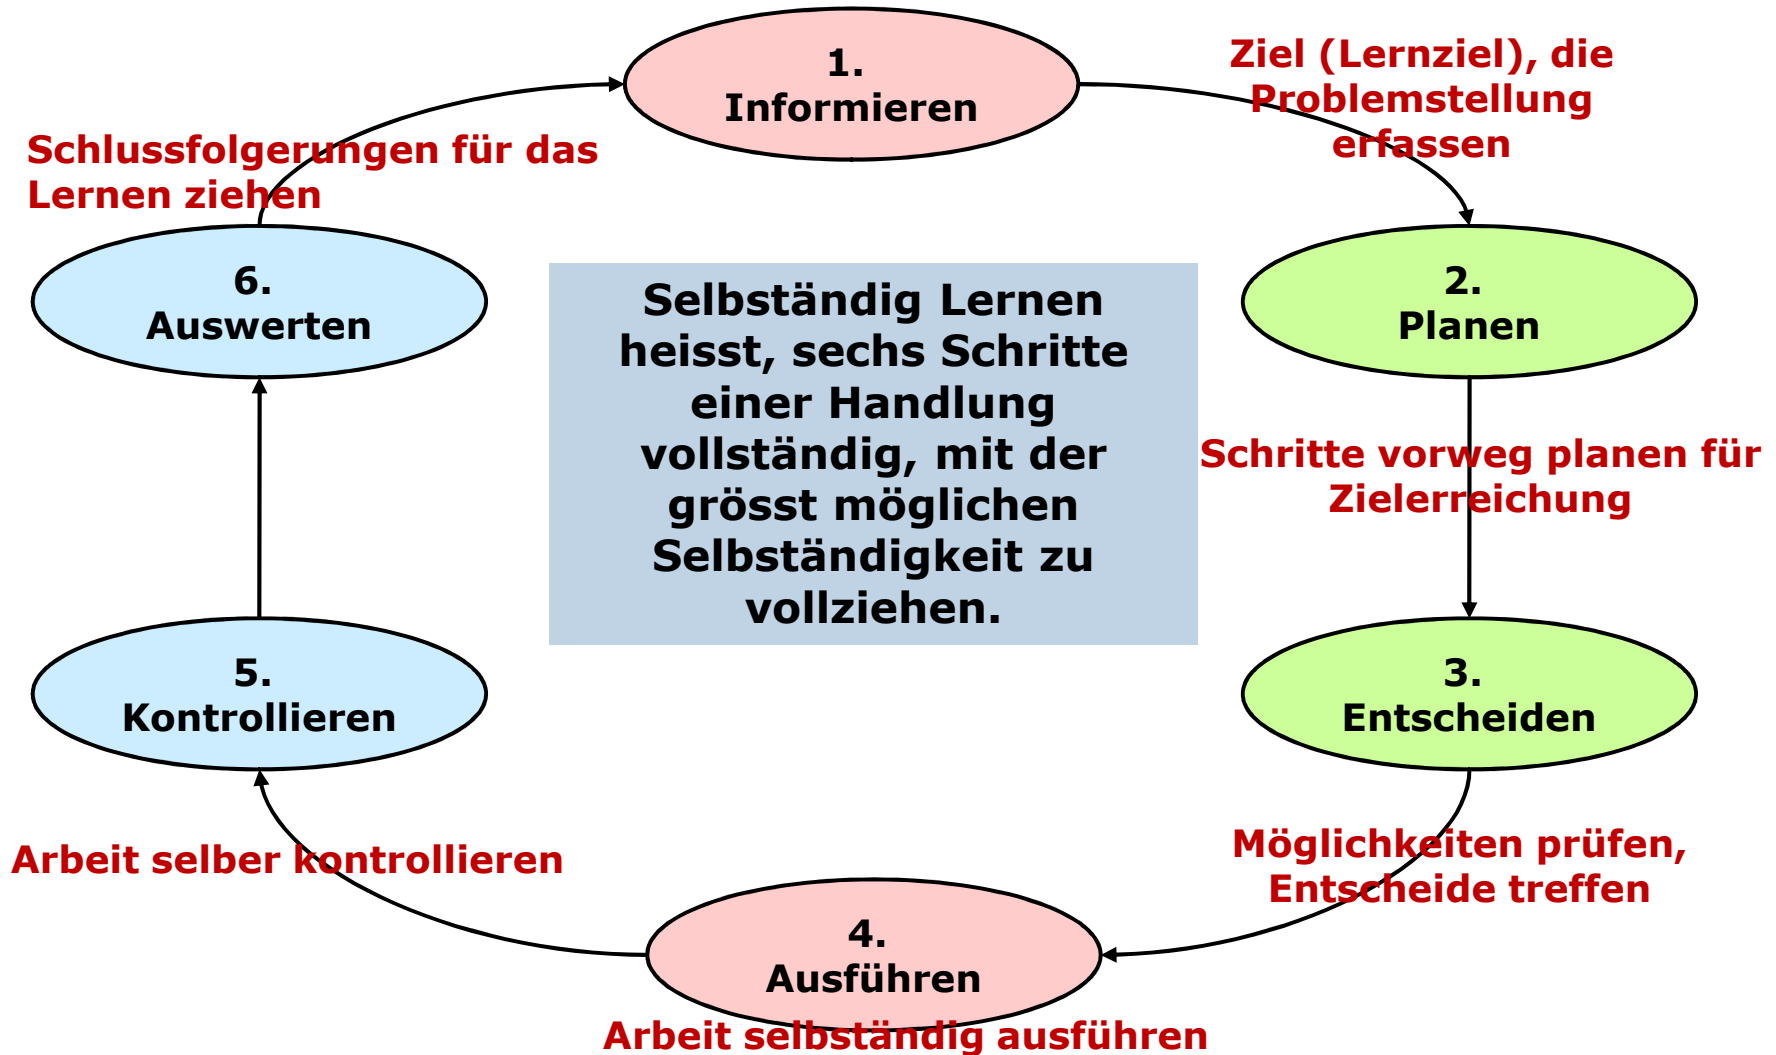 1.
Informieren
Ziel (Lernziel), die
Problemstellung
erfassen
2.
Planen
Schritte vorweg planen für
Zielerreichung
3.
Entscheiden
Möglichkeiten prüfen,
Entscheide treffen
4.
Ausführen
Arbeit selbständig ausführen
5.
Kontrollieren
Arbeit selber kontrollieren
6.
Auswerten
Schlussfolgerungen für das
Lernen ziehen
Selbständig Lernen
heisst, sechs Schritte
einer Handlung
vollständig, mit der
grösst möglichen
Selbständigkeit zu
vollziehen.